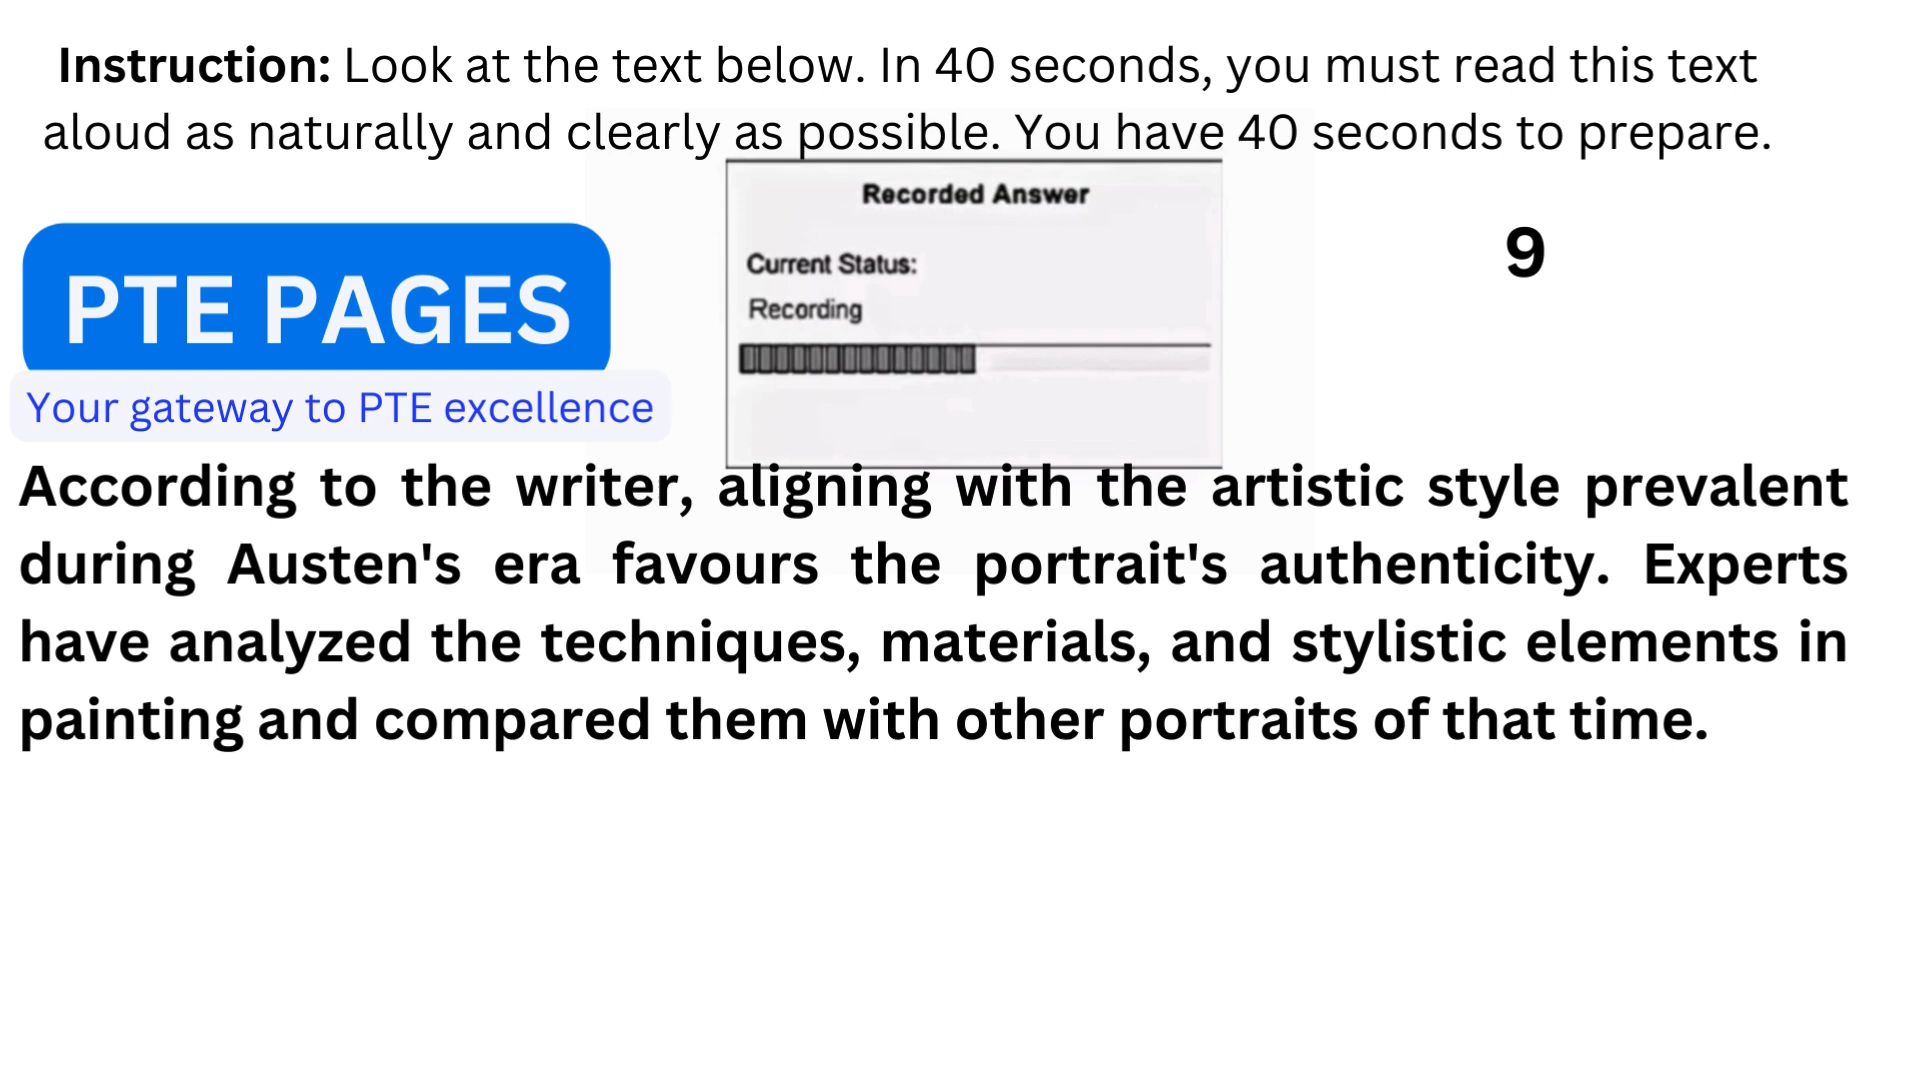 Instruction: Look at the text below. In 40 seconds, you must read this text
aloud as naturally and clearly as possible. You have 40 seconds to prepare.
Recorded Answer
Current Status:
Recording
9
PTE PAGES
Your gateway to PTE excellence
According to the writer, aligning with the artistic style prevalent
during Austen's era favours the portrait's authenticity. Experts
have analyzed the techniques, materials, and stylistic elements in
painting and compared them with other portraits of that time.